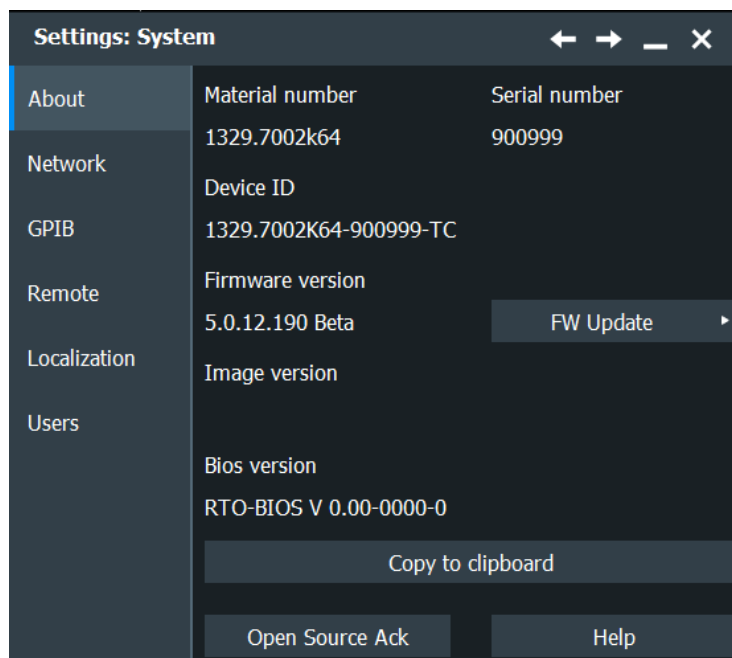 Settings: System
About
Network
GPIB
Remote
Localization
Users
Material number
Serial number
1329.7002k64
900999
Device ID
1329.7002K64-900999-TC
Firmware version
5.0.12.190 Beta
FW Update
Image version
Bios version
RTO-BIOS V 0.00-0000-0
Copy to clipboard
Open Source Ack
Help